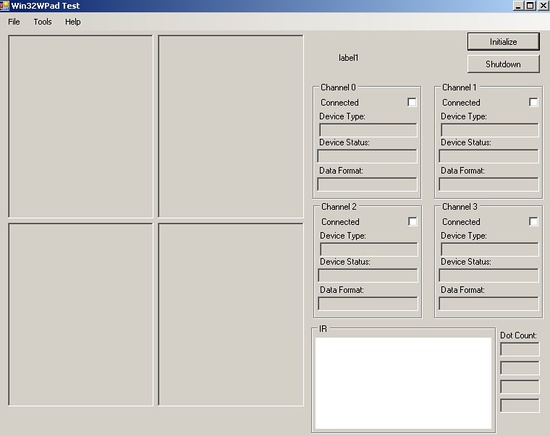 Win32WPad Test
File Tools Help
Initialize
label1
Shutdown
Channel 0
Connected
Device Type:
Device Status:
Data Format:
Channel 1
Connected
Device Type:
Device Status:
Data Format:
Channel 2
Connected
Device Type:
Device Status:
Data Format:
Channel 3
Connected
Device Type:
Device Status:
Data Format:
IR
Dot Count: